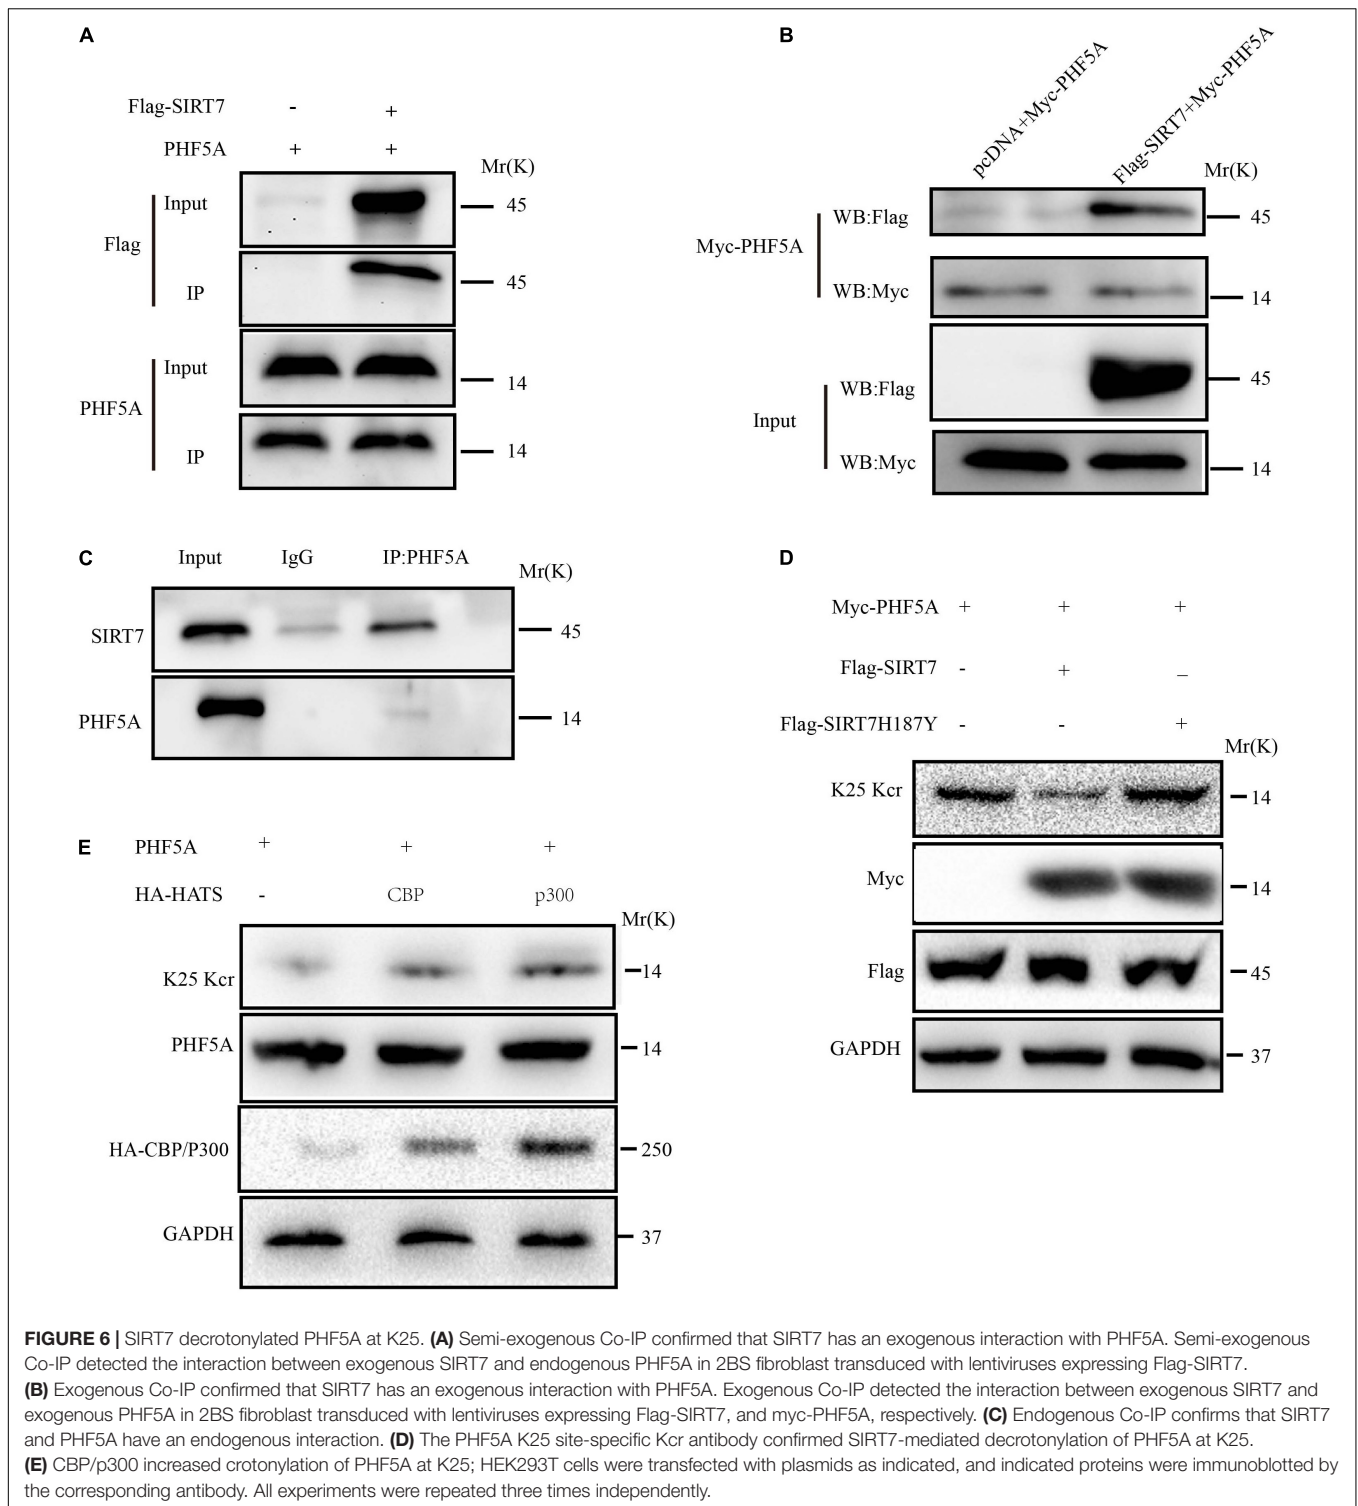 A
Flag-SIRT7 - +
PHF5A + +
Mr(K)
Flag
Input
45
IP
45
PHF5A
Input
14
IP
14
B
pcDNA+Myc-PHF5A
Flag-SIRT7+Myc-PHF5A
Mr(K)
Myc-PHF5A
WB:Flag
45
WB:Myc
14
Input
WB:Flag
45
WB:Myc
14
C
Input IgG IP:PHF5A
Mr(K)
SIRT7
45
PHF5A
14
D
Myc-PHF5A + + +
Flag-SIRT7 - + –
Flag-SIRT7H187Y - - +
Mr(K)
K25 Kcr
14
Myc
14
Flag
45
GAPDH
37
E
PHF5A + + +
HA-HATS - CBP p300
Mr(K)
K25 Kcr
14
PHF5A
14
HA-CBP/P300
250
GAPDH
37
FIGURE 6 | SIRT7 decrotonylated PHF5A at K25. (A) Semi-exogenous Co-IP confirmed that SIRT7 has an exogenous interaction with PHF5A. Semi-exogenous
Co-IP detected the interaction between exogenous SIRT7 and endogenous PHF5A in 2BS fibroblast transduced with lentiviruses expressing Flag-SIRT7.
(B) Exogenous Co-IP confirmed that SIRT7 has an exogenous interaction with PHF5A. Exogenous Co-IP detected the interaction between exogenous SIRT7 and
exogenous PHF5A in 2BS fibroblast transduced with lentiviruses expressing Flag-SIRT7, and myc-PHF5A, respectively. (C) Endogenous Co-IP confirms that SIRT7
and PHF5A have an endogenous interaction. (D) The PHF5A K25 site-specific Kcr antibody confirmed SIRT7-mediated decrotonylation of PHF5A at K25.
(E) CBP/p300 increased crotonylation of PHF5A at K25; HEK293T cells were transfected with plasmids as indicated, and indicated proteins were immunoblotted by
the corresponding antibody. All experiments were repeated three times independently.